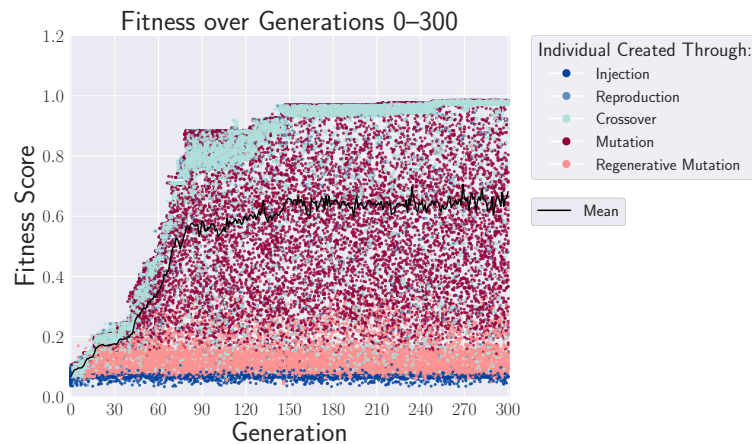 Fitness over Generations 0–300
1.2
1.0
0.8
0.6
0.4
0.2
0.0
Fitness Score
0 30 60 90 120 150 180 210 240 270 300
Generation
Individual Created Through:
Injection
Reproduction
Crossover
Mutation
Regenerative Mutation
Mean